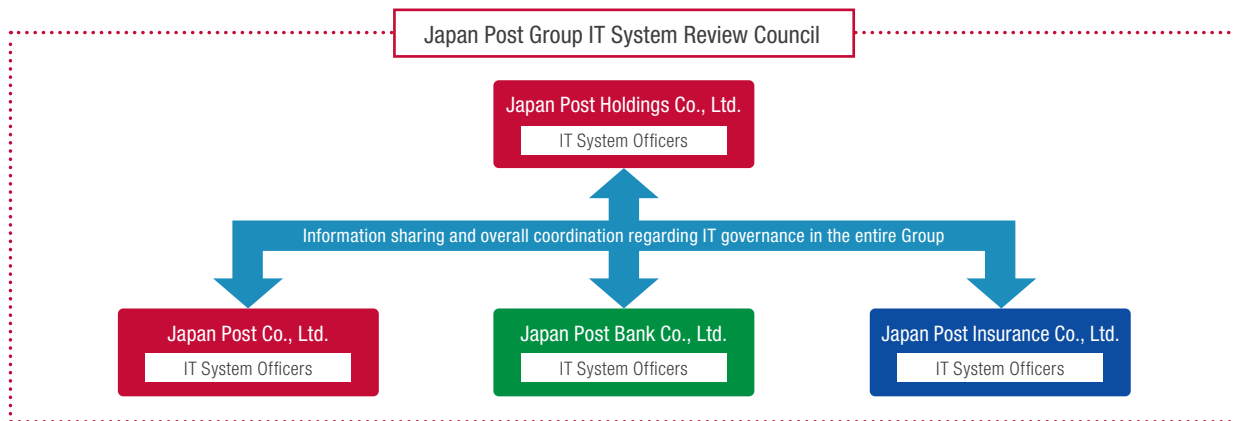 Japan Post Group IT System Review Council
Japan Post Holdings Co., Ltd.
IT System Officers
Information sharing and overall coordination regarding IT governance in the entire Group
Japan Post Co., Ltd.
IT System Officers
Japan Post Bank Co., Ltd.
IT System Officers
Japan Post Insurance Co., Ltd.
IT System Officers